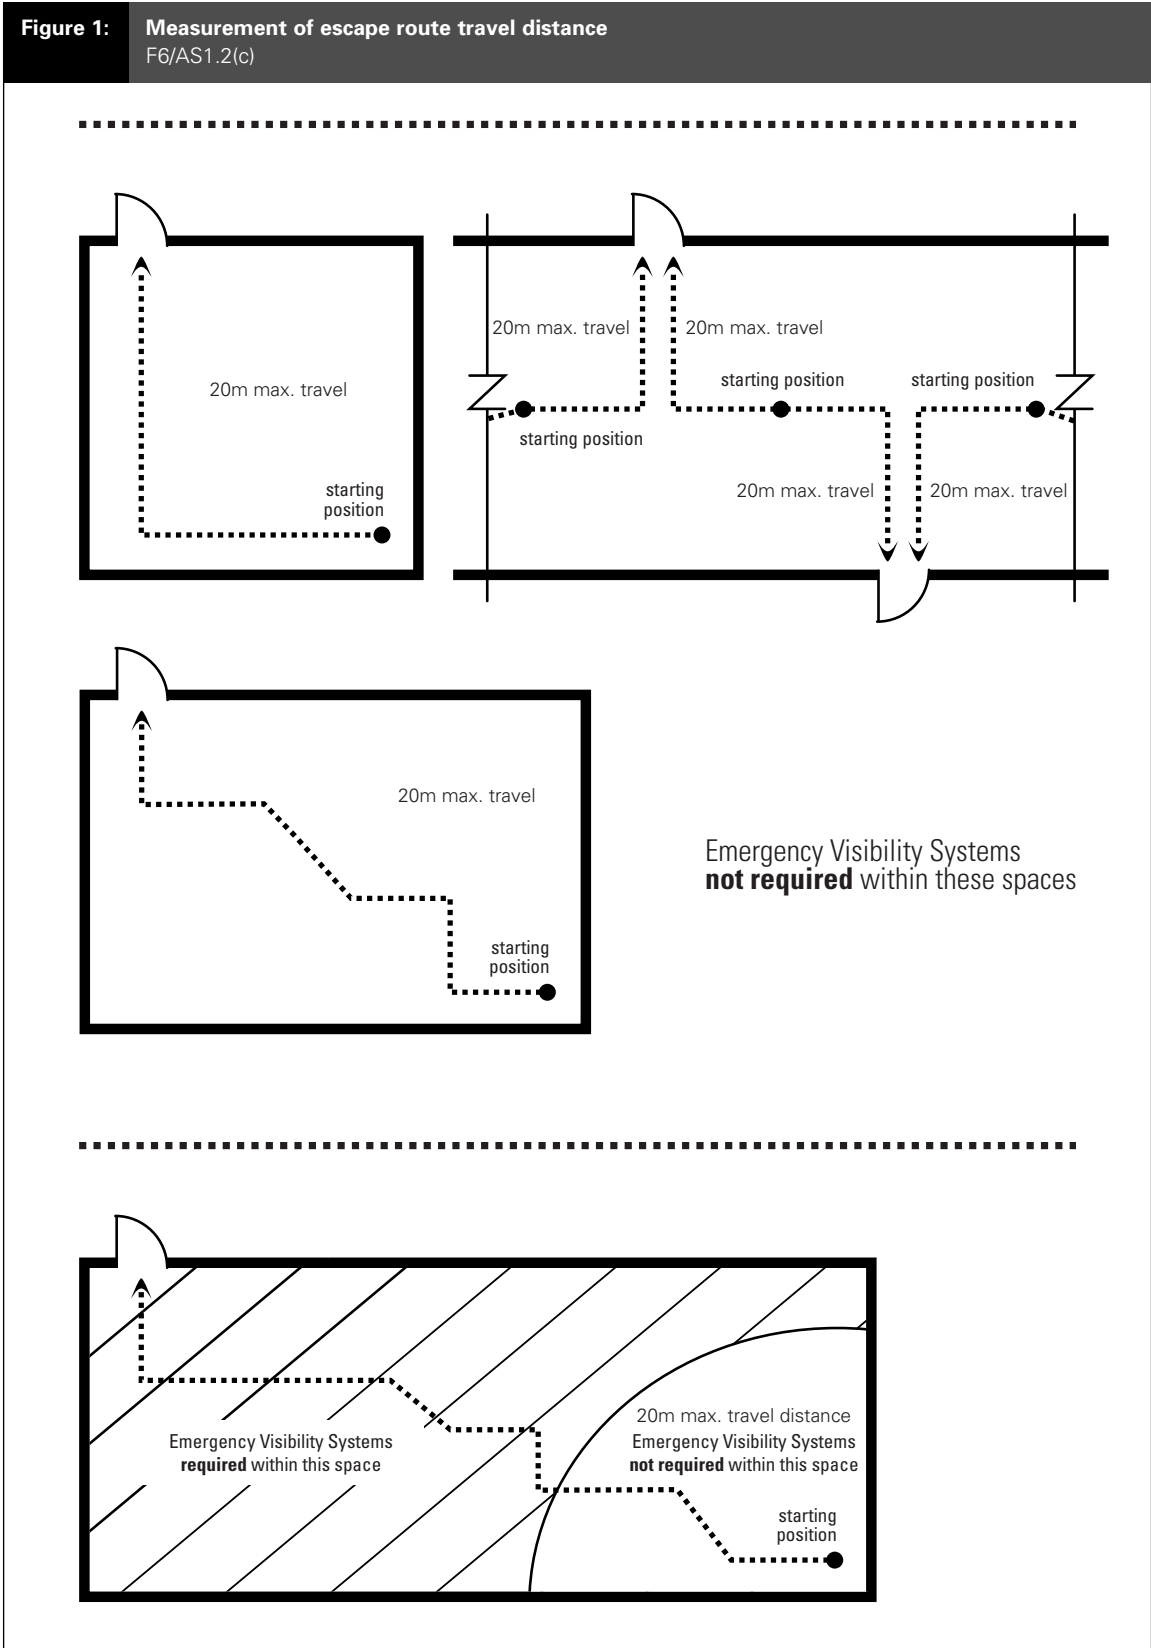 Figure 1:
Measurement of escape route travel distance
F6/AS1.2(c)
20m max. travel
starting
position
20m max. travel
20m max. travel
starting position
starting position
starting position
20m max. travel
20m max. travel
20m max. travel
starting
position
Emergency Visibility Systems
not required within these spaces
Emergency Visibility Systems
required within this space
20m max. travel distance
Emergency Visibility Systems
not required within this space
starting
position